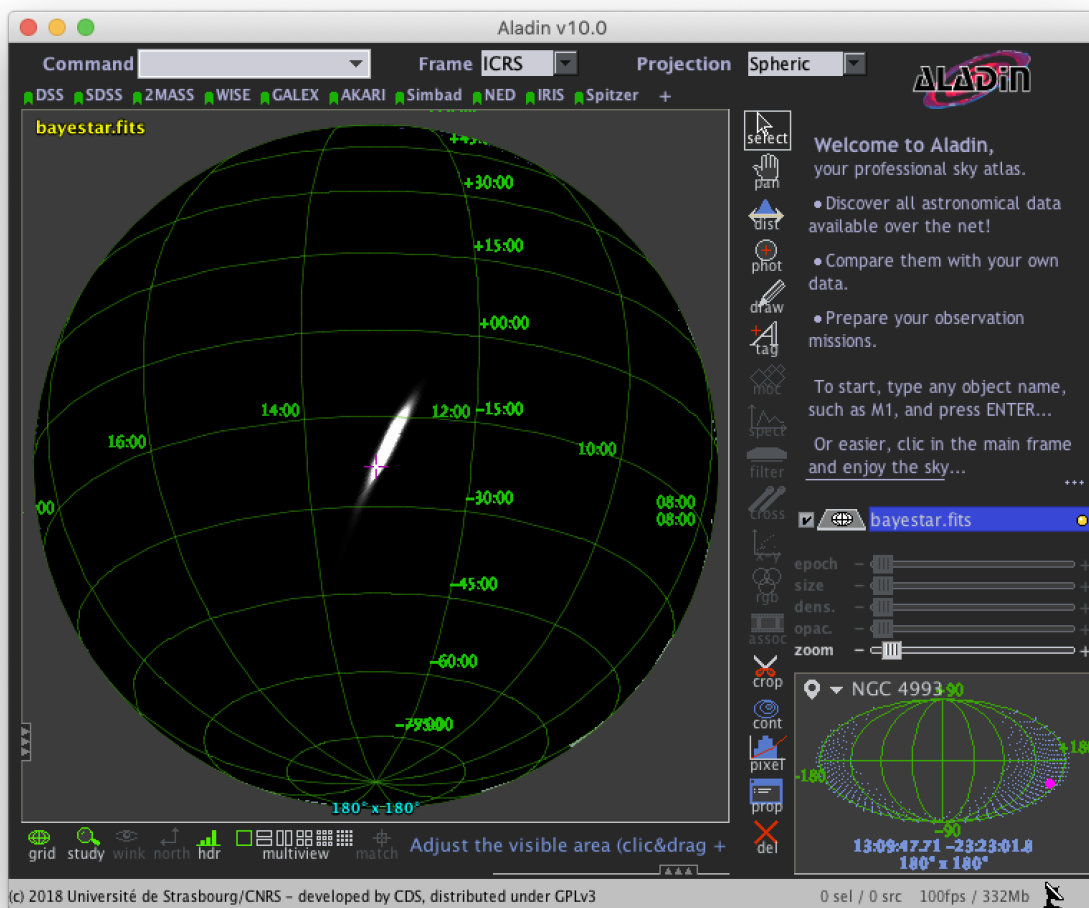 Aladin v10.0
Command Frame ICRS Projection Spheric
DSS SDSS 2MASS WISE GALEX AKARI Simbad NED IRIS Spitzer +
ALADIN
bayestar.fits
+30:00
+15:00
+00:00
14:00 12:00 -15:00
16:00 10:00
-30:00
:00 08:00
08:00
-45:00
-60:00
180° x 180°
select
pan
dist
phot
draw
tag
moc
spect
filter
cross
x-y
rgb
assoc
crop
cont
pixel
prop
del
Welcome to Aladin,
your professional sky atlas.
• Discover all astronomical data
available over the net!
• Compare them with your own
data.
• Prepare your observation
missions.
To start, type any object name,
such as M1, and press ENTER...
Or easier, clic in the main frame
and enjoy the sky...
...
bayestar.fits
epoch - +
size - +
dens. - +
opac. - +
zoom - +
NGC 4993 +90
-180 +180
-90
13:09:47.71 -23:23:01.8
180° x 180°
grid study wink north hdr multiview match Adjust the visible area (clic&drag +
(c) 2018 Université de Strasbourg/CNRS - developed by CDS, distributed under GPLv3 0 sel / 0 src 100fps / 332Mb